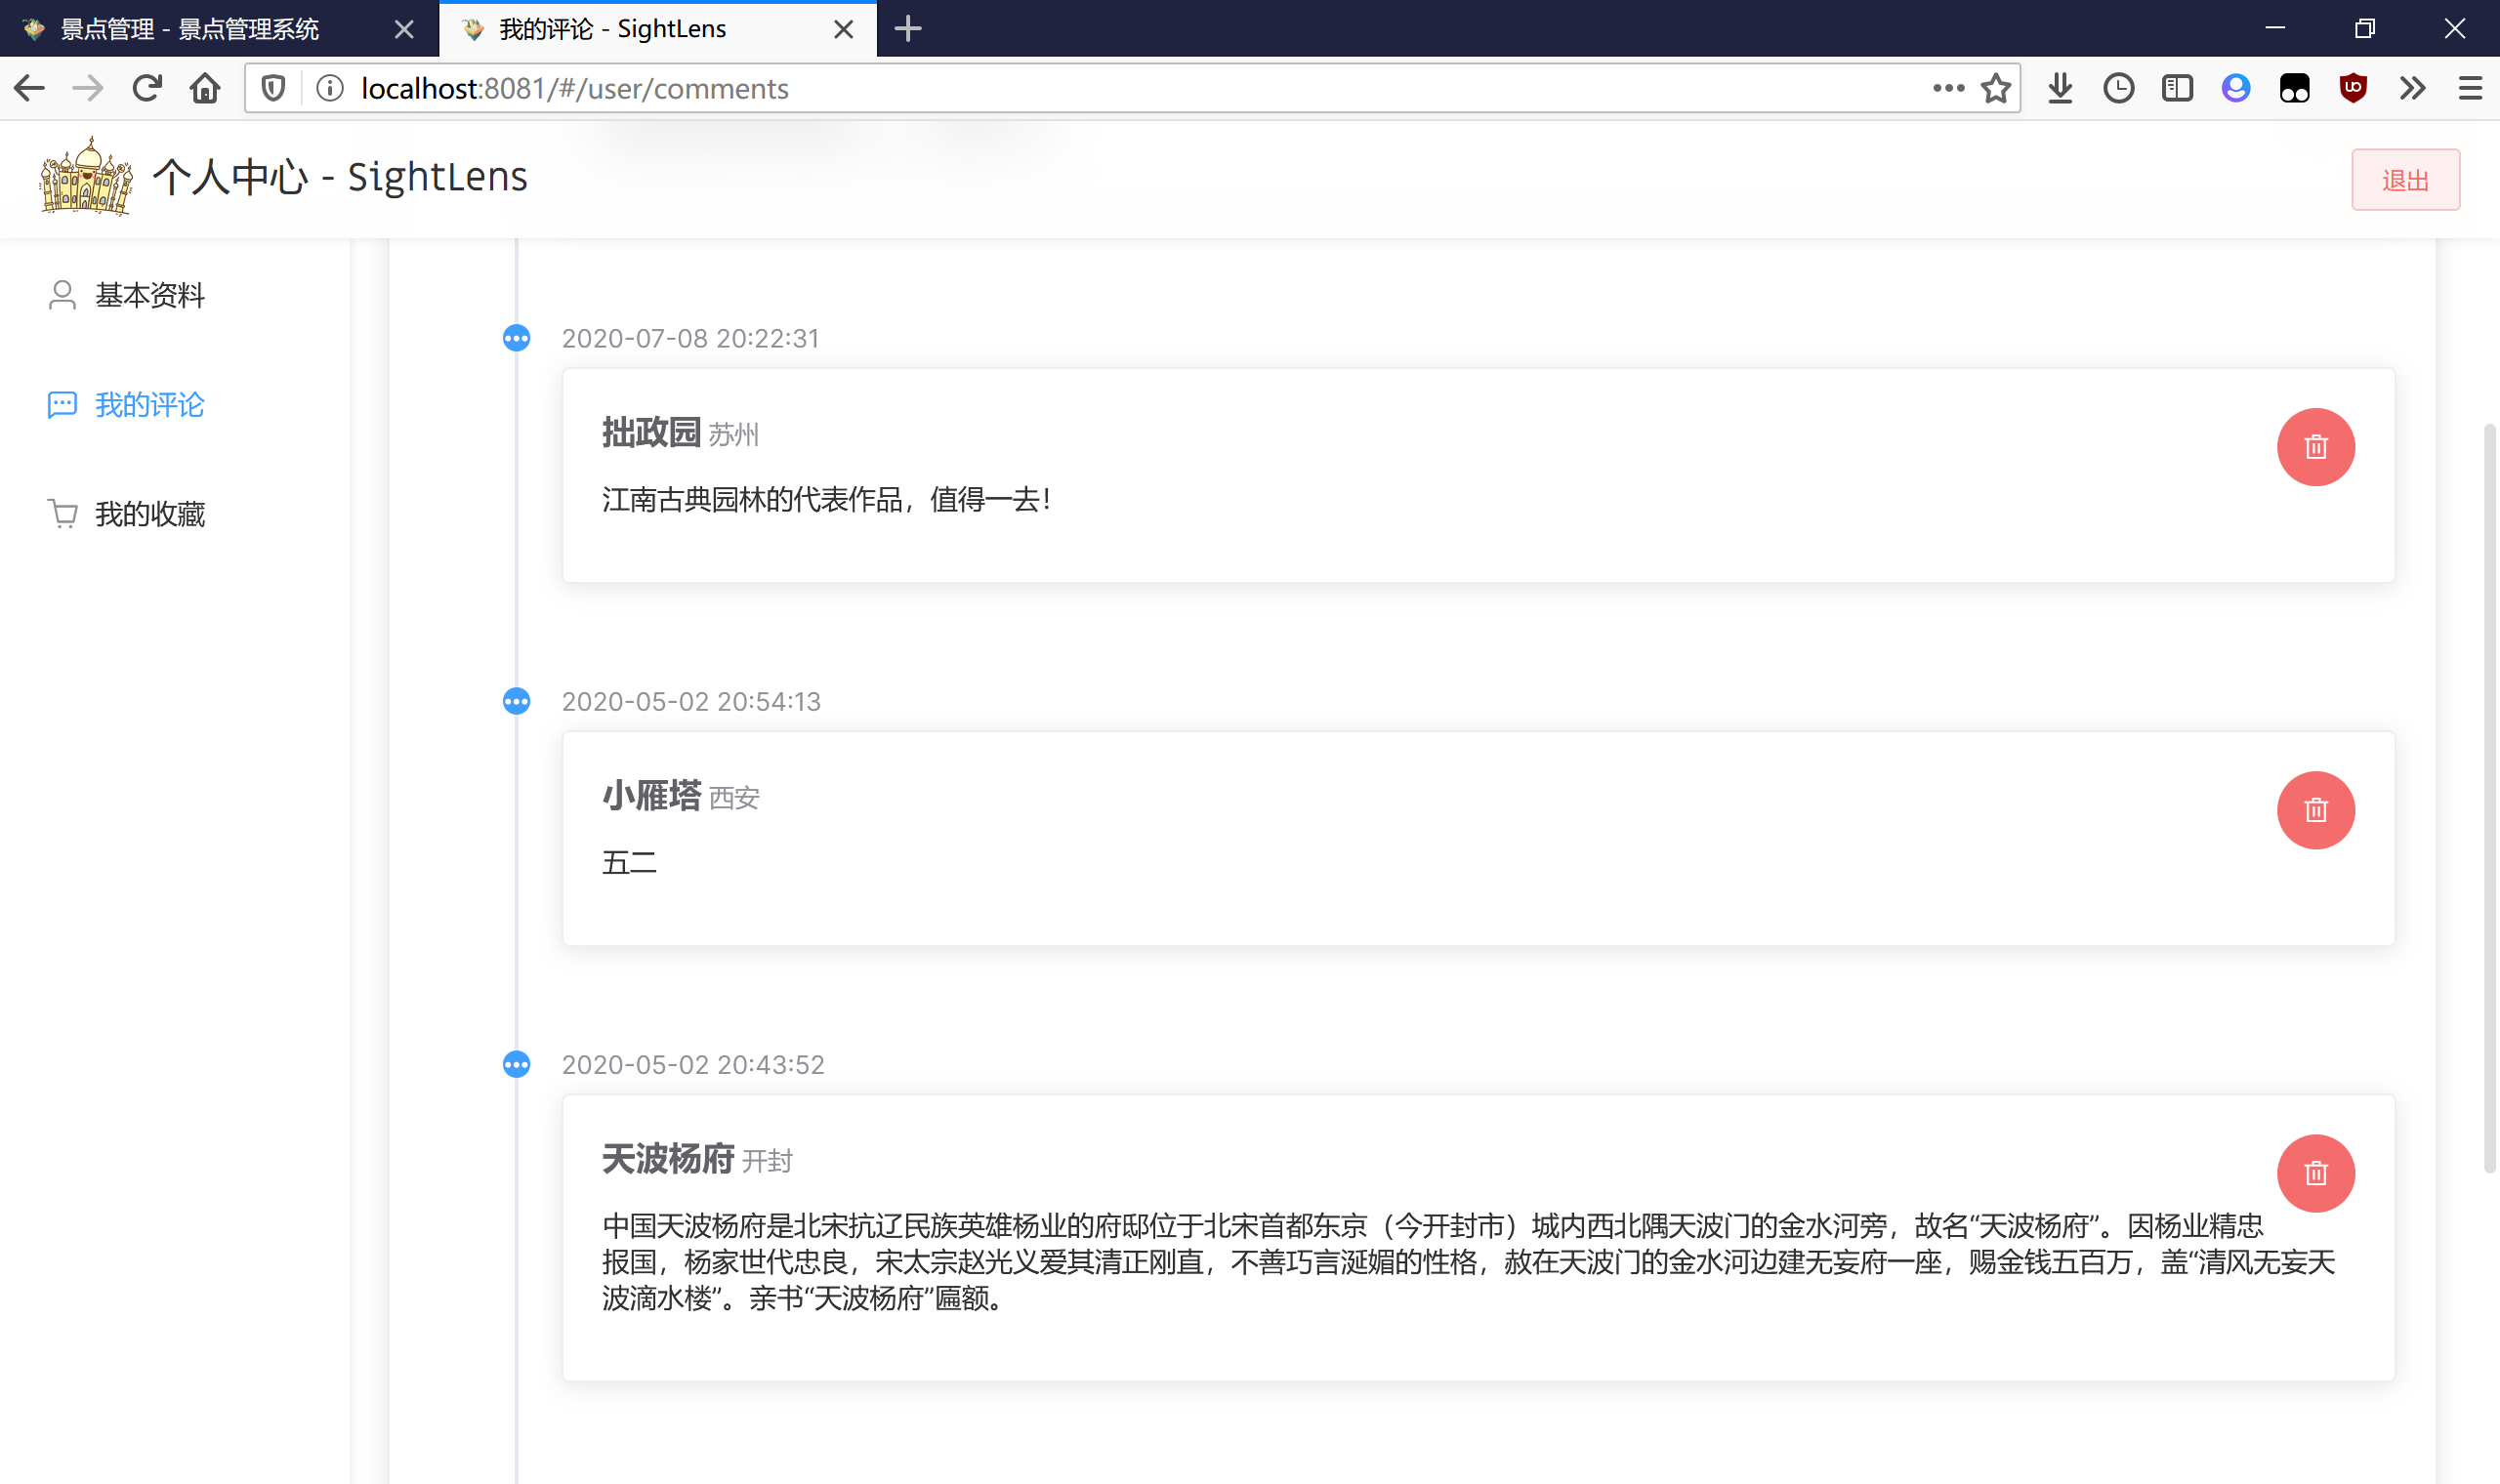 景点管理 - 景点管理系统
我的评论 - SightLens
localhost:8081/#/user/comments
个人中心 - SightLens
退出
基本资料
我的评论
我的收藏
2020-07-08 20:22:31
拙政园 苏州
江南古典园林的代表作品，值得一去！
2020-05-02 20:54:13
小雁塔 西安
五二
2020-05-02 20:43:52
天波杨府 开封
中国天波杨府是北宋抗辽民族英雄杨业的府邸位于北宋首都东京（今开封市）城内西北隅天波门的金水河旁，故名“天波杨府”。因杨业精忠
报国，杨家世代忠良，宋太宗赵光义爱其清正刚直，不善巧言涎媚的性格，赦在天波门的金水河边建无妄府一座，赐金钱五百万，盖“清风无妄天
波滴水楼”。亲书“天波杨府”匾额。